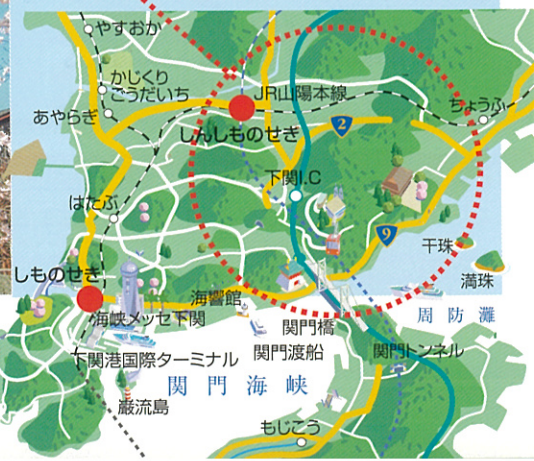 やすおか
かじくり
ごうだいち
あやらぎ
JR山陽本線
ちょうふ
しんしものせき
2
下関I.C
はたぶ
9
干珠
満珠
しものせき
海響館
海峡メッセ下関
関門橋
周防灘
下関港国際ターミナル
関門渡船
関門トンネル
関門海峡
巌流島
もじこう